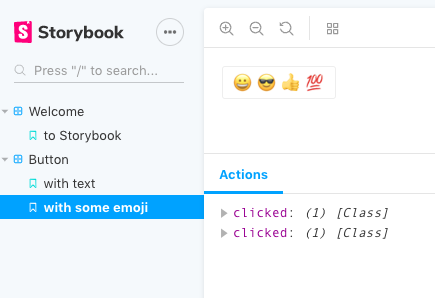 Storybook
Press "/" to search...
Welcome
to Storybook
Button
with text
with some emoji
😀 😎 👍 💯
Actions
clicked: (1) [Class]
clicked: (1) [Class]